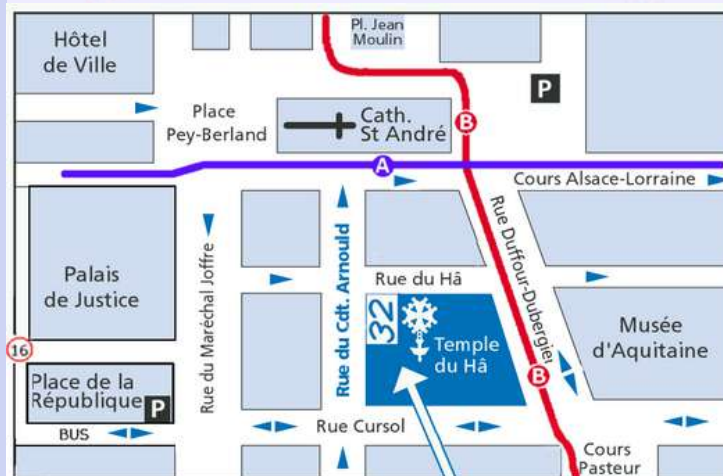 Hôtel
de Ville
Pl. Jean
Moulin
P
Place
Pey-Berland
Cath.
St André
B
A
Cours Alsace-Lorraine
Palais
de Justice
Rue du Maréchal Joffre
Rue du Cdt. Arnould
Rue du Hâ
Rue Duffour-Dubergieu
32
Temple
du Hâ
Musée
d'Aquitaine
16
Place de la
République
P
B
BUS
Rue Cursol
Cours
Pasteur